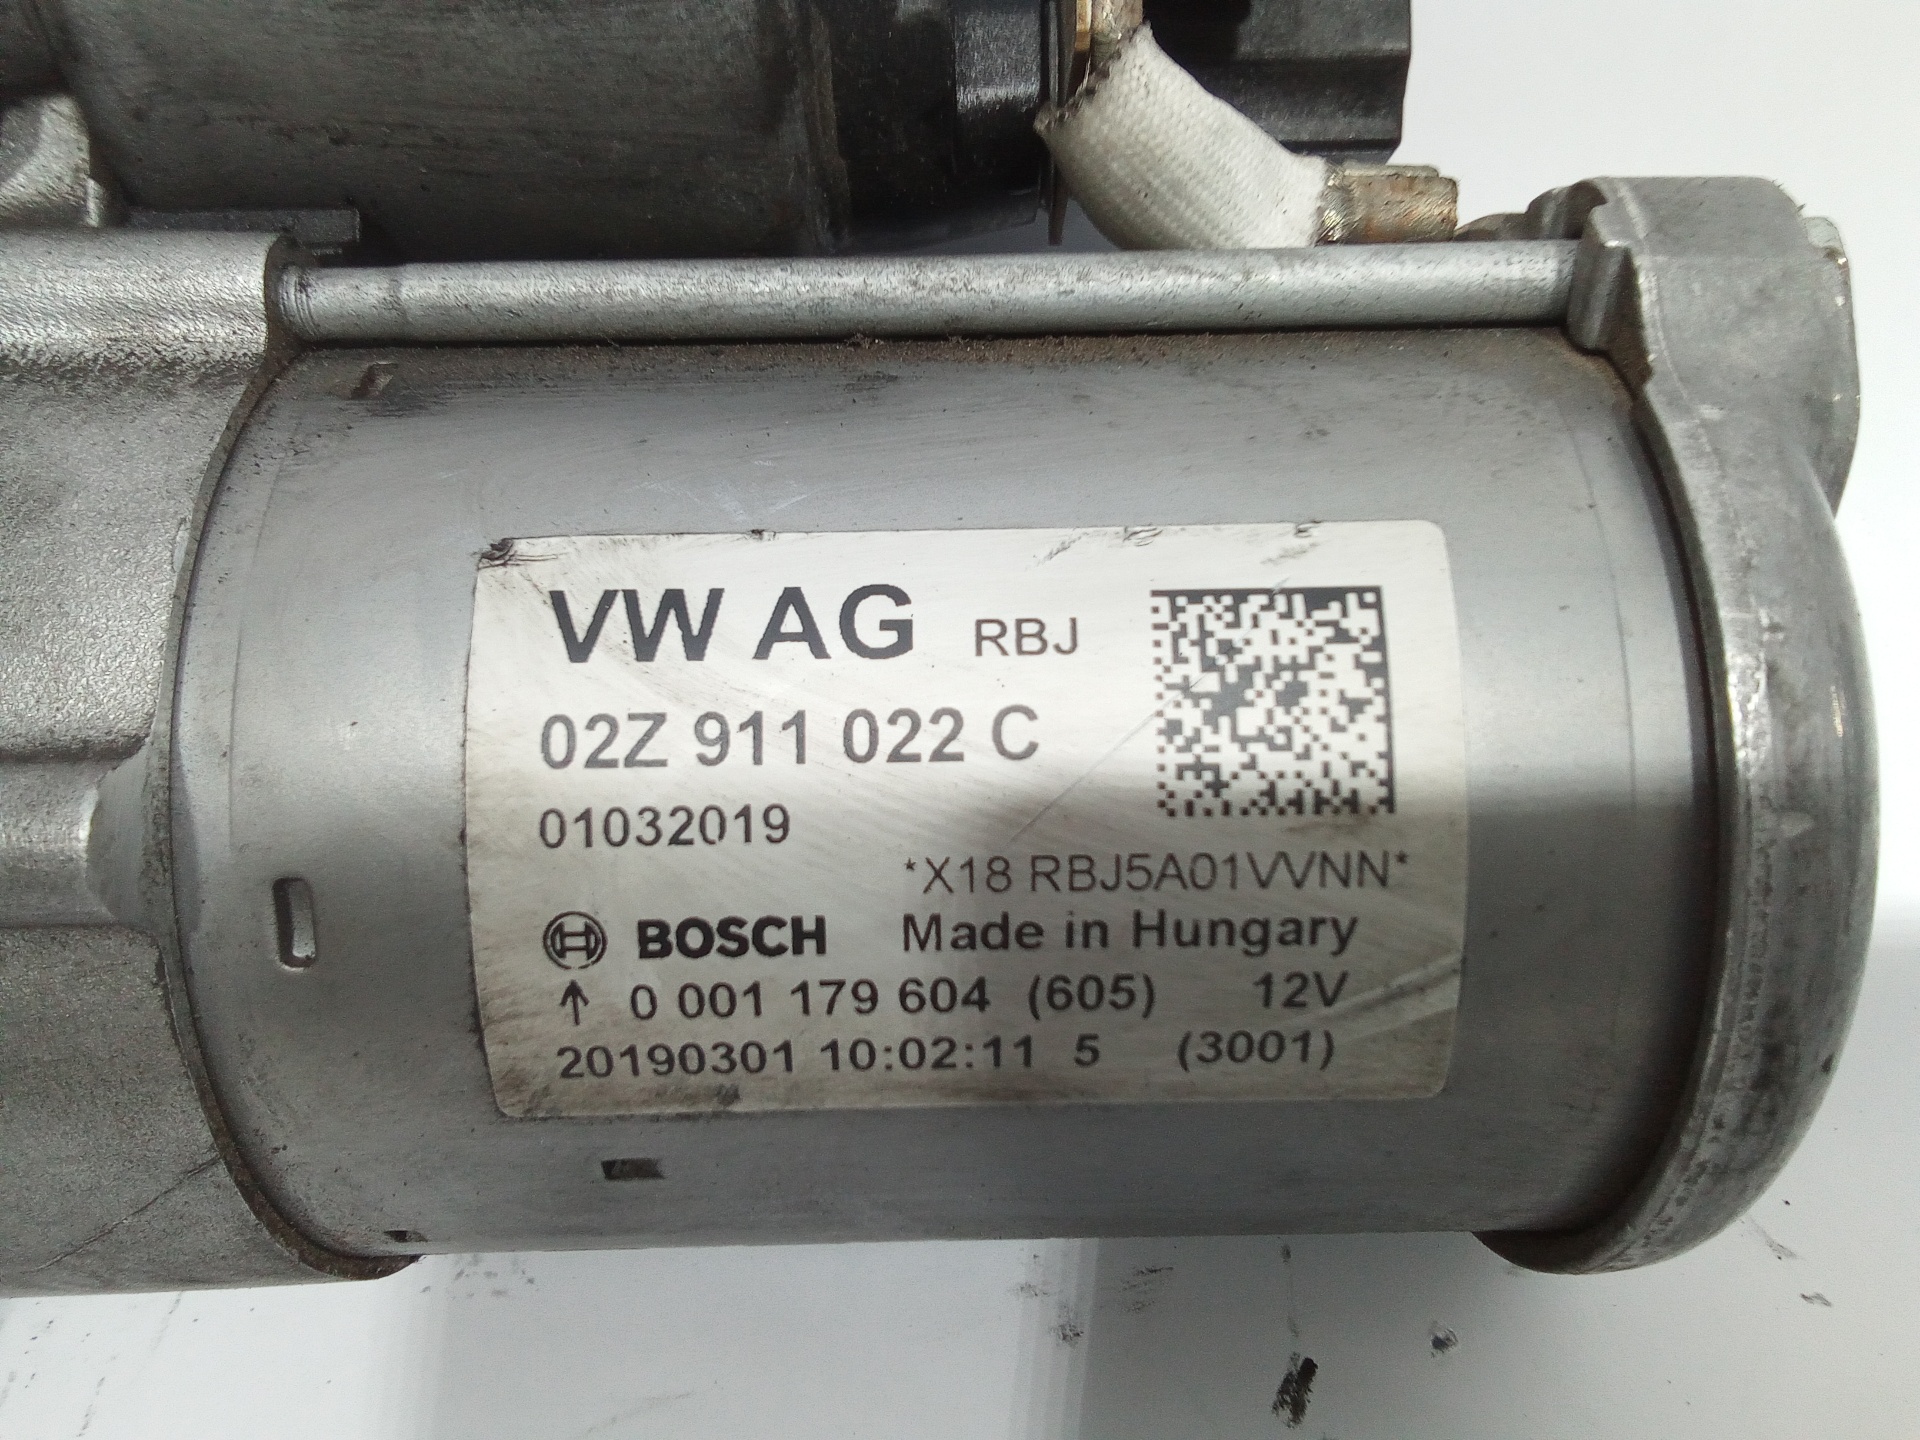 VW AG RBJ
02Z 911 022 C
01032019
*X18 RBJ5A01VVNN*
BOSCH Made in Hungary
↑ 0 001 179 604 (605) 12V
20190301 10:02:11 5 (3001)